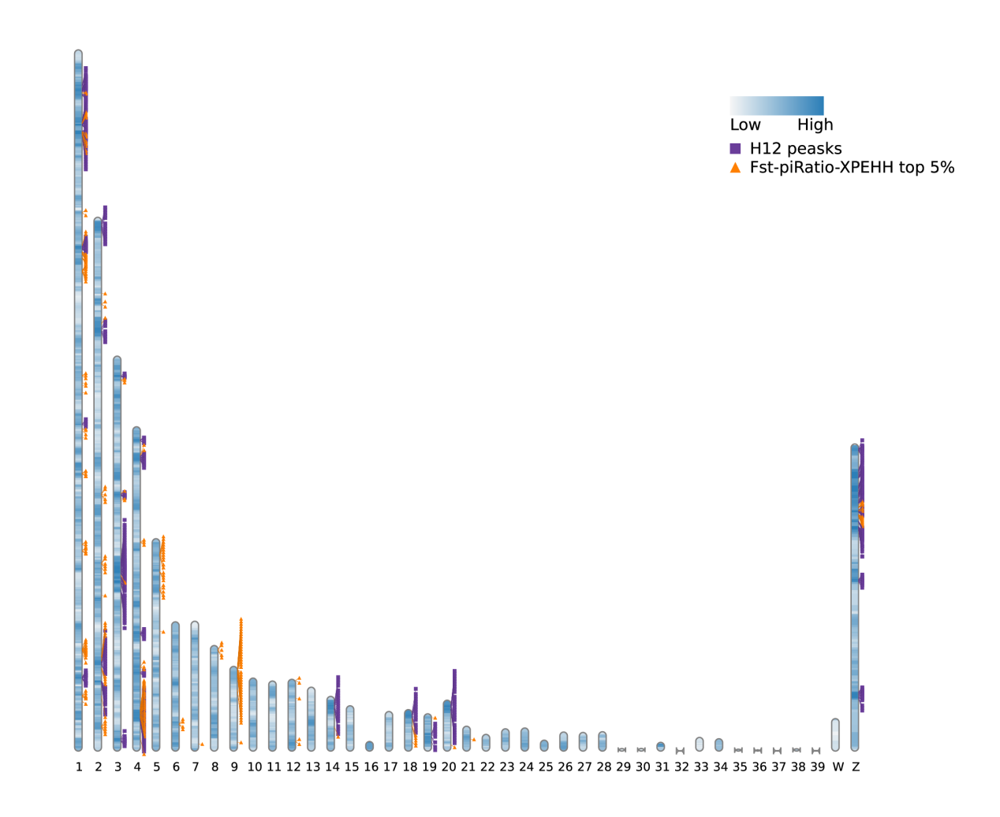 Low High
H12 peasks
Fst-piRatio-XPEHH top 5%
1 2 3 4 5 6 7 8 9 10 11 12 13 14 15 16 17 18 19 20 21 22 23 24 25 26 27 28 29 30 31 32 33 34 35 36 37 38 39 W Z